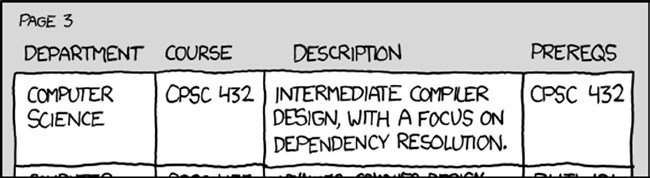 PAGE 3
DEPARTMENT COURSE DESCRIPTION PREREQS
COMPUTER SCIENCE CPSC 432 INTERMEDIATE COMPILER DESIGN, WITH A FOCUS ON DEPENDENCY RESOLUTION. CPSC 432